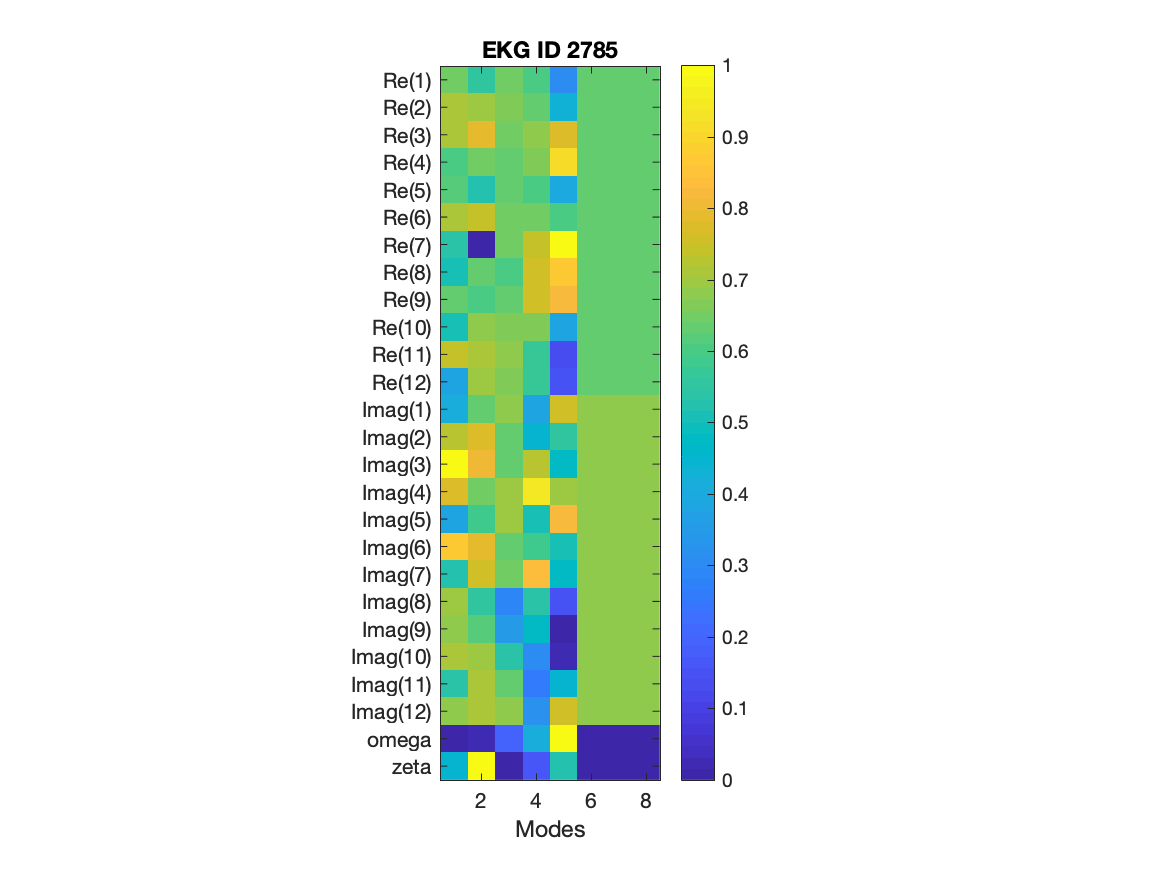 EKG ID 2785
Re(1)
Re(2)
Re(3)
Re(4)
Re(5)
Re(6)
Re(7)
Re(8)
Re(9)
Re(10)
Re(11)
Re(12)
Imag(1)
Imag(2)
Imag(3)
Imag(4)
Imag(5)
Imag(6)
Imag(7)
Imag(8)
Imag(9)
Imag(10)
Imag(11)
Imag(12)
omega
zeta
2 4 6 8
Modes
1
0.9
0.8
0.7
0.6
0.5
0.4
0.3
0.2
0.1
0